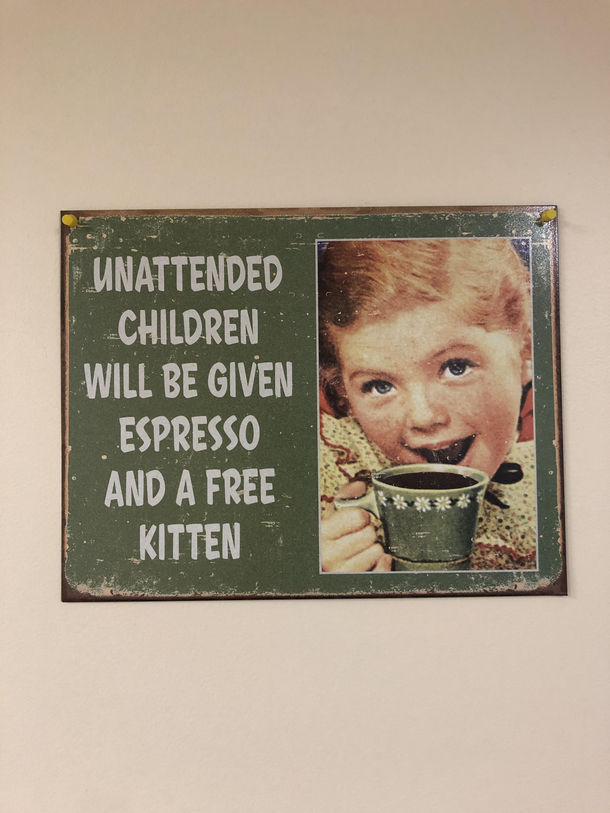 UNATTENDED
CHILDREN
WILL BE GIVEN
ESPRESSO
AND A FREE
KITTEN